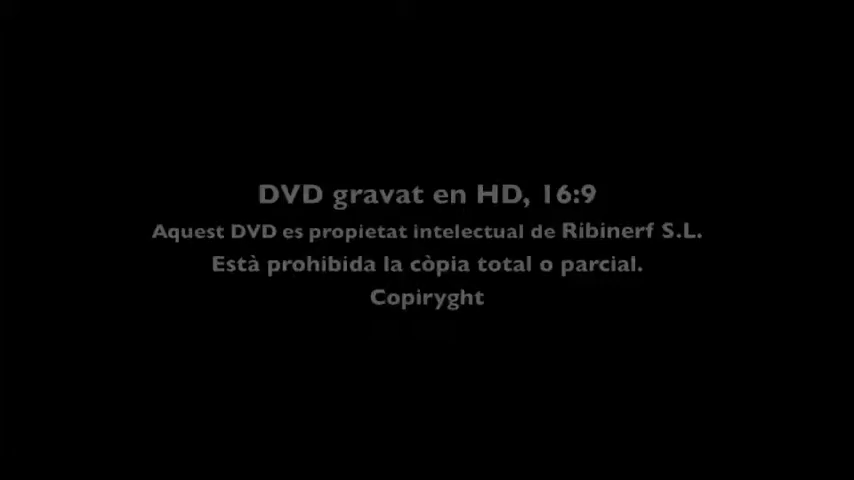 DVD gravat en HD, 16:9
Aquest DVD es propietat intelectual de Ribinerf S.L.
Està prohibida la còpia total o parcial.
Copiryght